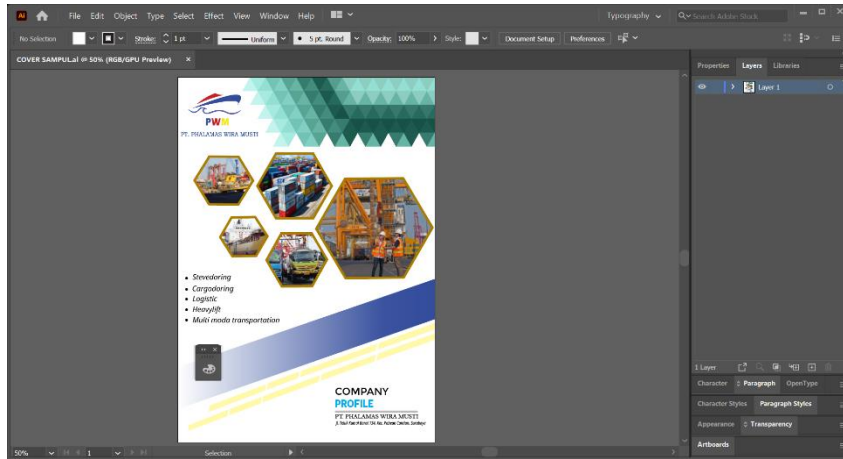 Ai File Edit Object Type Select Effect View Window Help Typography Search Adobe Stock
No Selection Stroke: 1 pt Uniform 5 pt. Round Opacity: 100% Style: Document Setup Preferences
COVER SAMPUL.ai @ 50% (RGB/GPU Preview) ×
Properties Layers Libraries
Layer 1
PWM
PT. PHALAMAS WIRA MUSTI
• Stevedoring
• Cargodoring
• Logistic
• Heavylift
• Multi moda transportation
COMPANY
PROFILE
PT PHALAMAS WIRA MUSTI
1 Layer
Character Paragraph OpenType
Character Styles Paragraph Styles
Appearance Transparency
Artboards
50% 1 Selection